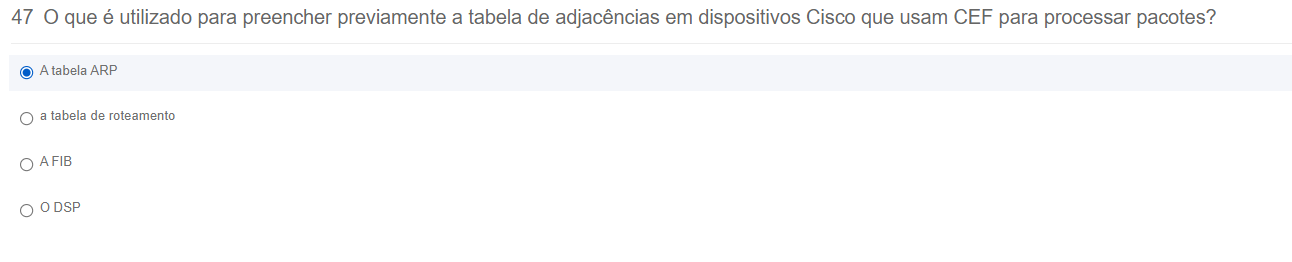 47 O que é utilizado para preencher previamente a tabela de adjacências em dispositivos Cisco que usam CEF para processar pacotes?
A tabela ARP
a tabela de roteamento
A FIB
O DSP